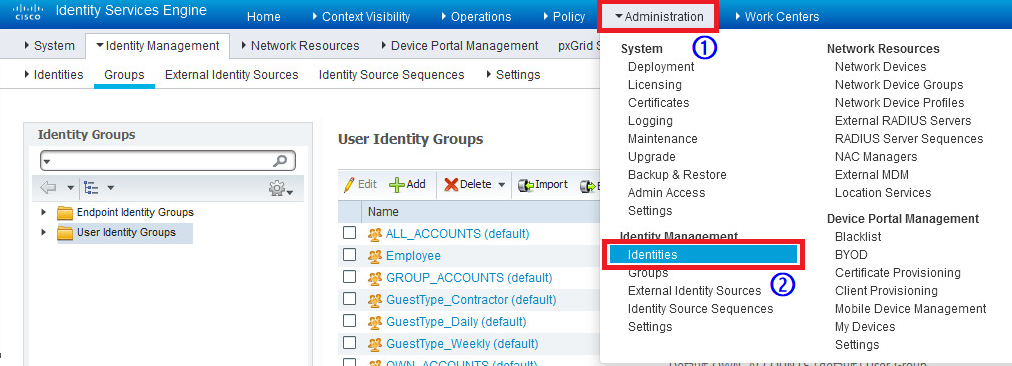 cisco Identity Services Engine Home Context Visibility Operations Policy Administration Work Centers
System Identity Management Network Resources Device Portal Management pxGrid S
1
Identities Groups External Identity Sources Identity Source Sequences Settings
Identity Groups
Endpoint Identity Groups
User Identity Groups
User Identity Groups
Edit Add Delete Import
Name
ALL_ACCOUNTS (default)
Employee
GROUP_ACCOUNTS (default)
GuestType_Contractor (default)
GuestType_Daily (default)
GuestType_Weekly (default)
OWN_ACCOUNTS (default)
System
Deployment
Licensing
Certificates
Logging
Maintenance
Upgrade
Backup & Restore
Admin Access
Settings
Identity Management
Identities
Groups
External Identity Sources
2
Identity Source Sequences
Settings
Network Resources
Network Devices
Network Device Groups
Network Device Profiles
External RADIUS Servers
RADIUS Server Sequences
NAC Managers
External MDM
Location Services
Device Portal Management
Blacklist
BYOD
Certificate Provisioning
Client Provisioning
Mobile Device Management
My Devices
Settings
Default OWN_ACCOUNTS (default) User Group